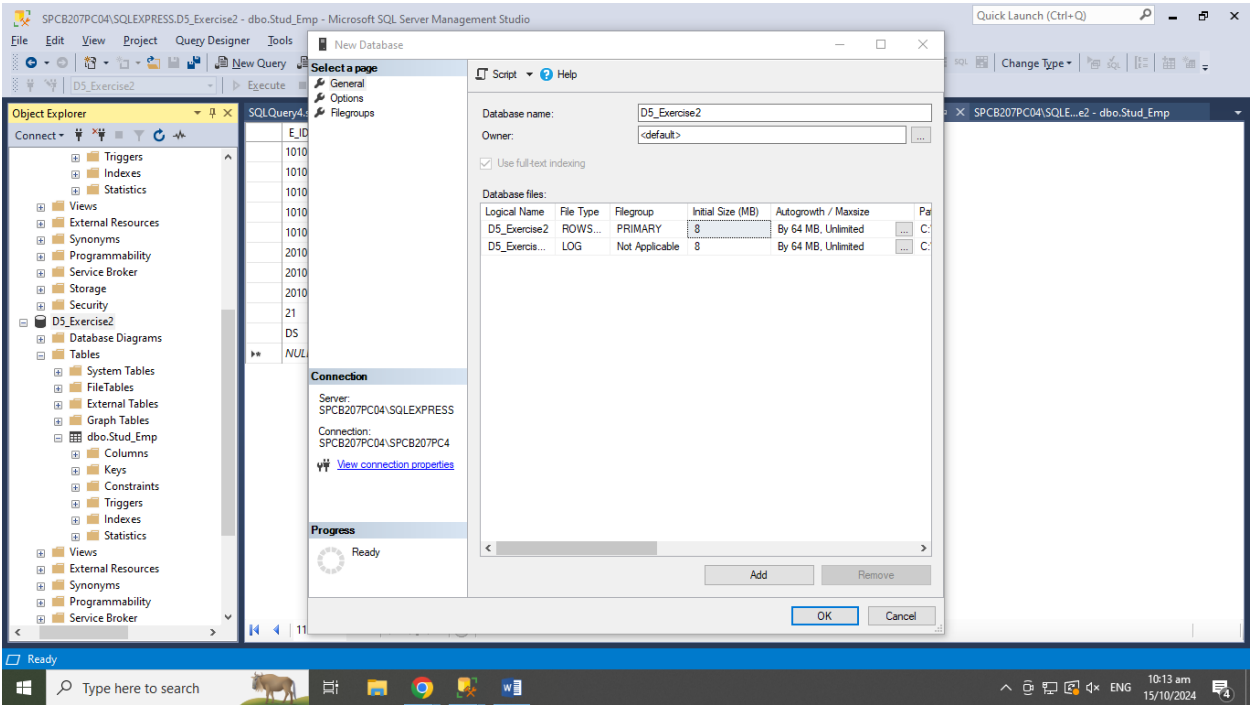 SPCB207PC04\SQLEXPRESS.D5_Exercise2 - dbo.Stud_Emp - Microsoft SQL Server Management Studio
Quick Launch (Ctrl+Q)
File Edit View Project Query Designer Tools
New Query
Change Type
D5_Exercise2
Execute
Object Explorer
Connect
Triggers
Indexes
Statistics
Views
External Resources
Synonyms
Programmability
Service Broker
Storage
Security
D5_Exercise2
Database Diagrams
Tables
System Tables
FileTables
External Tables
Graph Tables
dbo.Stud_Emp
Columns
Keys
Constraints
Triggers
Indexes
Statistics
Views
External Resources
Synonyms
Programmability
Service Broker
SQLQuery4.s
SPCB207PC04\SQLE...e2 - dbo.Stud_Emp
E_ID
1010
1010
1010
1010
1010
2010
2010
2010
21
DS
NULL
11
New Database
Select a page
General
Options
Filegroups
Connection
Server:
SPCB207PC04\SQLEXPRESS
Connection:
SPCB207PC04\SPCB207PC4
View connection properties
Progress
Ready
Script Help
Database name: D5_Exercise2
Owner: <default> ...
Use full-text indexing
Database files:
Logical Name File Type Filegroup Initial Size (MB) Autogrowth / Maxsize Pa
D5_Exercise2 ROWS... PRIMARY 8 By 64 MB, Unlimited ... C:
D5_Exercis... LOG Not Applicable 8 By 64 MB, Unlimited ... C:
Add Remove
OK Cancel
Ready
Type here to search
ENG
10:13 am
15/10/2024
4